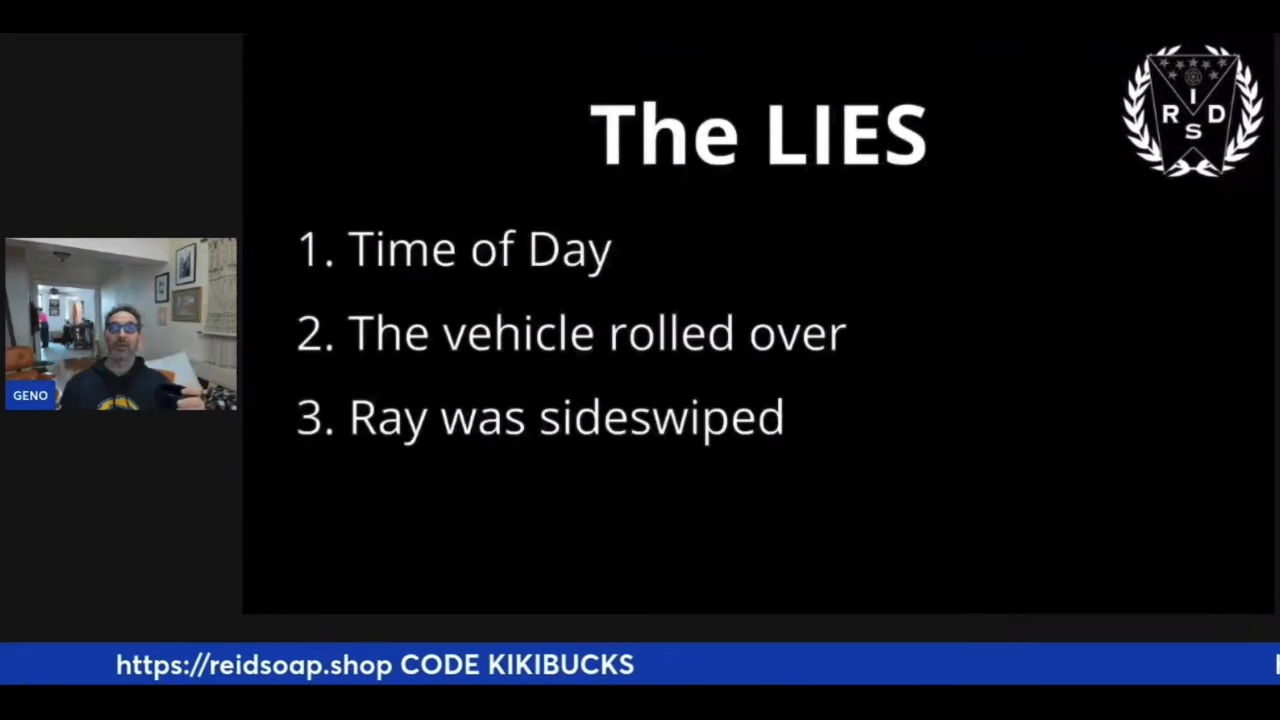 The LIES
I
R D
S
1. Time of Day
2. The vehicle rolled over
3. Ray was sideswiped
GENO
https://reidsoap.shop CODE KIKIBUCKS